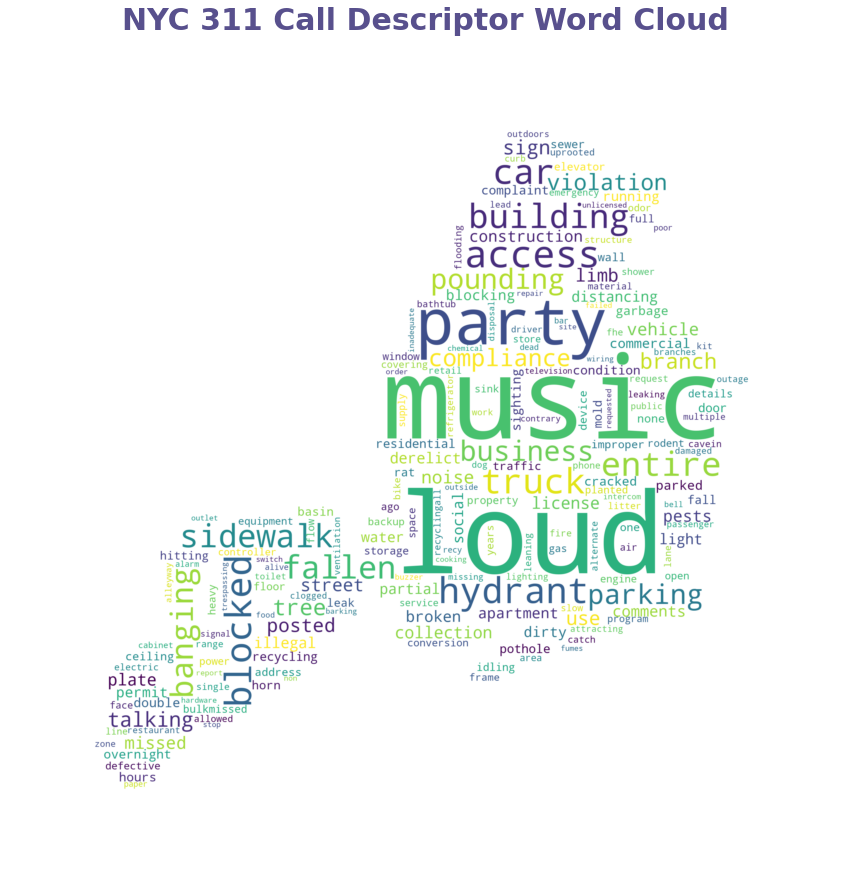 NYC 311 Call Descriptor Word Cloud
outdoors
sign sewer
uprooted
curb
car elevator
violation
complaint emergency
running
lead unlicensed odor
building full
poor
construction structure
flooding
access wall
limb shower
pounding material
blocking repair distancing
bathtub disposal failed garbage
party bar site
inadequate driver fhe vehicle
store commercial kit
chemical dead branches
window compliance wiring branch
covering retail television condition
order request outage
music
supply refrigerator sink sighting device mold requested leaking details
work public door
contrary none multiple
residential business improper rodent cavein
derelict damaged
dog traffic phone entire
rat noise truck cracked
bike outside planted parked
loud
ago space recyclingall social property license intercom litter fall
bell
outlet basin backup years fire one pests
equipment flow passenger
sidewalk water recy leaning gas alternate light
hitting controller ventilation storage cooking air lane
alarm switch fallen missing lighting open
alleyway alive buzzer engine
trespassing toilet
banging heavy blocked floor street partial hydrant parking
clogged
food tree leak service slow comments
barking broken apartment use program
signal posted collection dirty attracting
cabinet range illegal conversion catch
ceiling power recycling pothole fumes
electric report area
plate address idling
permit single hon horn frame
face double hardware
bulkmissed
talking allowed
line restaurant stop
zone missed
overnight
defective
hours
paper